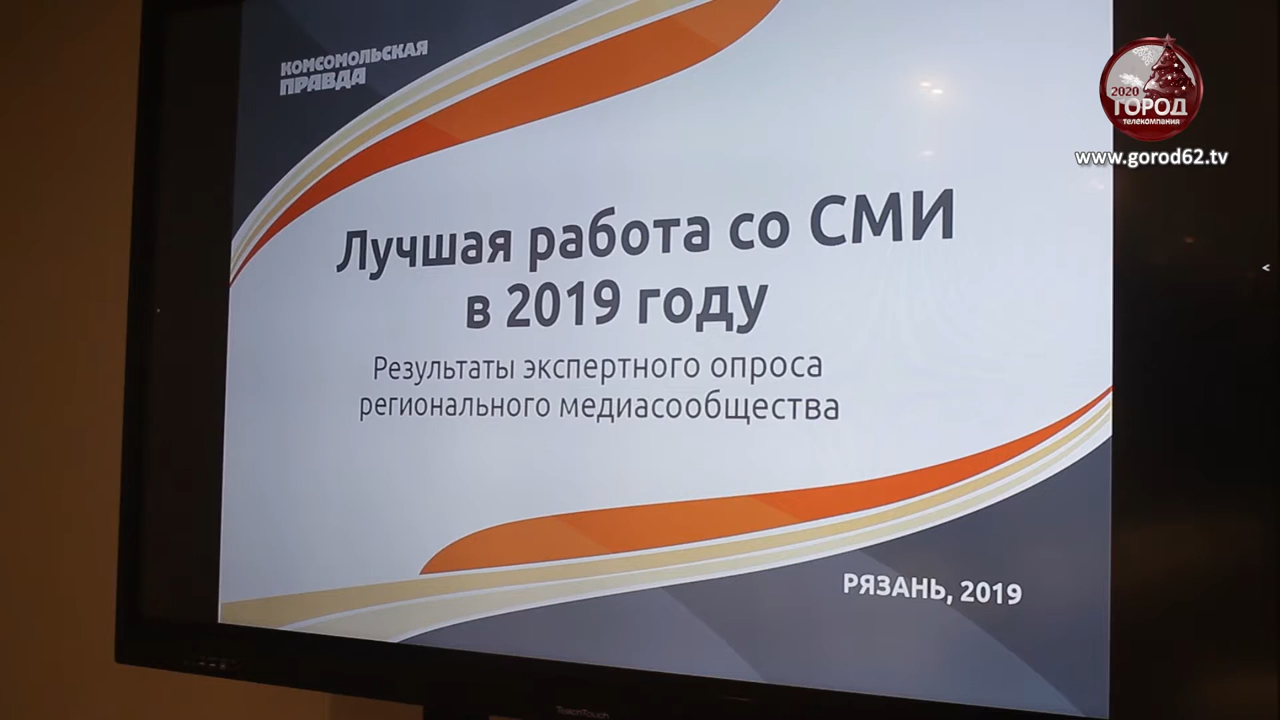 КОМСОМОЛЬСКАЯ
ПРАВДА
2020
ГОРОД
телекомпания
www.gorod62.tv
Лучшая работа со СМИ
в 2019 году
Результаты экспертного опроса
регионального медиасообщества
РЯЗАНЬ, 2019